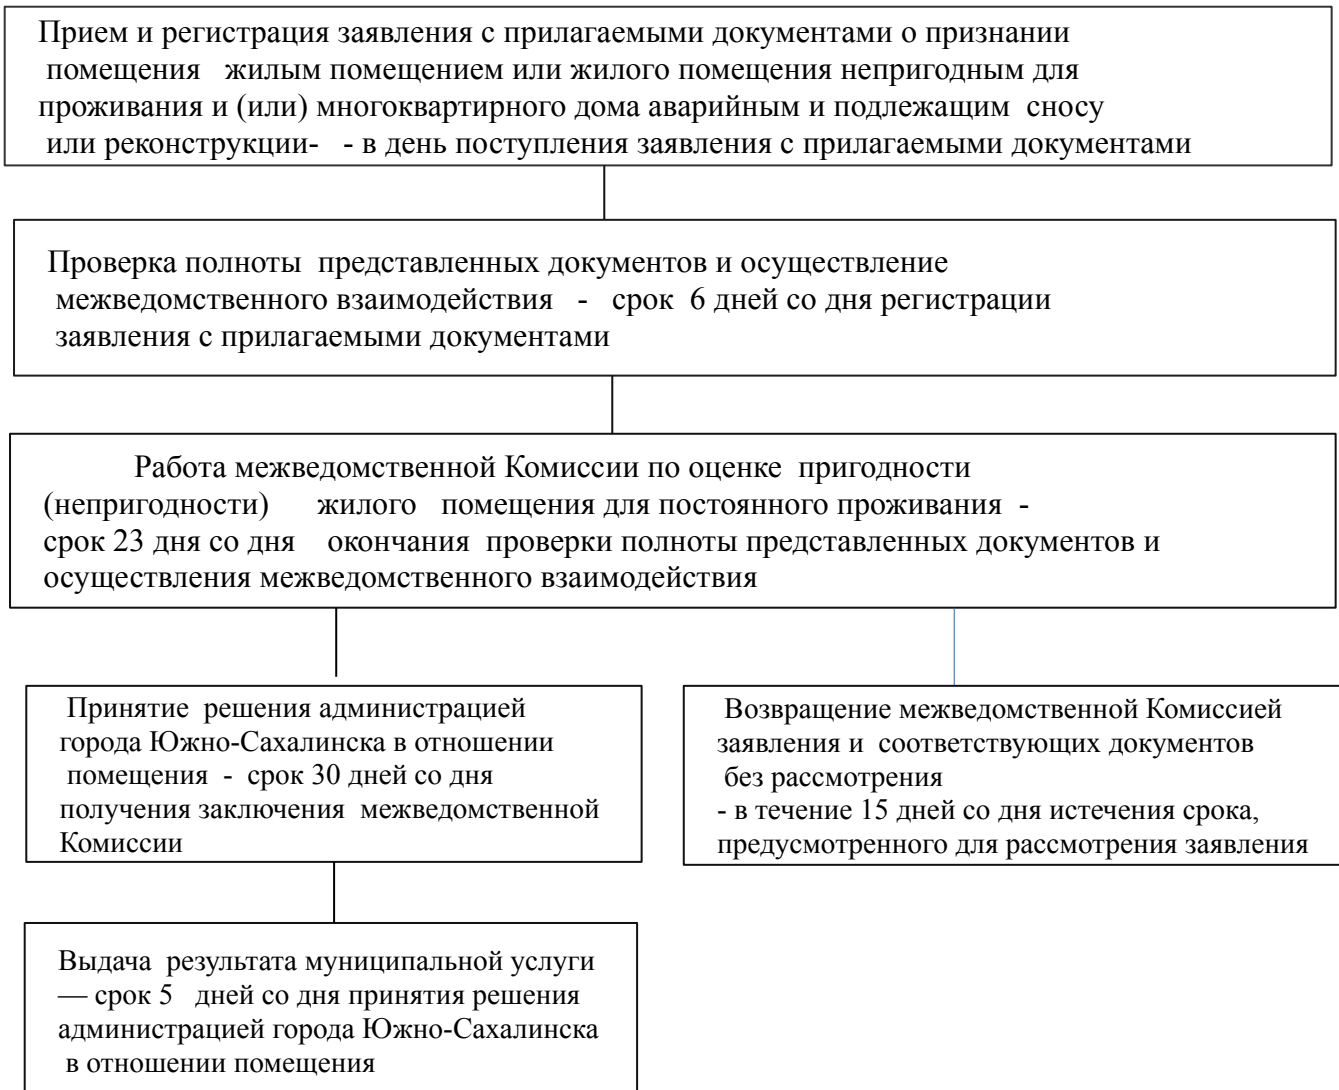 Прием и регистрация заявления с прилагаемыми документами о признании
помещения жилым помещением или жилого помещения непригодным для
проживания и (или) многоквартирного дома аварийным и подлежащим сносу
или реконструкции- - в день поступления заявления с прилагаемыми документами
Проверка полноты представленных документов и осуществление
межведомственного взаимодействия - срок 6 дней со дня регистрации
заявления с прилагаемыми документами
Работа межведомственной Комиссии по оценке пригодности
(непригодности) жилого помещения для постоянного проживания -
срок 23 дня со дня окончания проверки полноты представленных документов и
осуществления межведомственного взаимодействия
Принятие решения администрацией
города Южно-Сахалинска в отношении
помещения - срок 30 дней со дня
получения заключения межведомственной
Комиссии
Возвращение межведомственной Комиссией
заявления и соответствующих документов
без рассмотрения
- в течение 15 дней со дня истечения срока,
предусмотренного для рассмотрения заявления
Выдача результата муниципальной услуги
— срок 5 дней со дня принятия решения
администрацией города Южно-Сахалинска
в отношении помещения